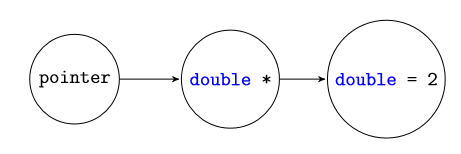 pointer
double *
double = 2